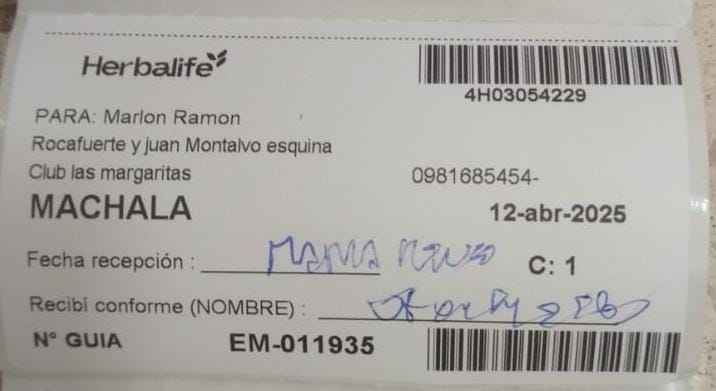 Herbalife
4H03054229
PARA: Marlon Ramon
Rocafuerte y juan Montalvo esquina
Club las margaritas
0981685454-
MACHALA
12-abr-2025
Fecha recepción :
C: 1
Recibi conforme (NOMBRE) :
N° GUIA EM-011935